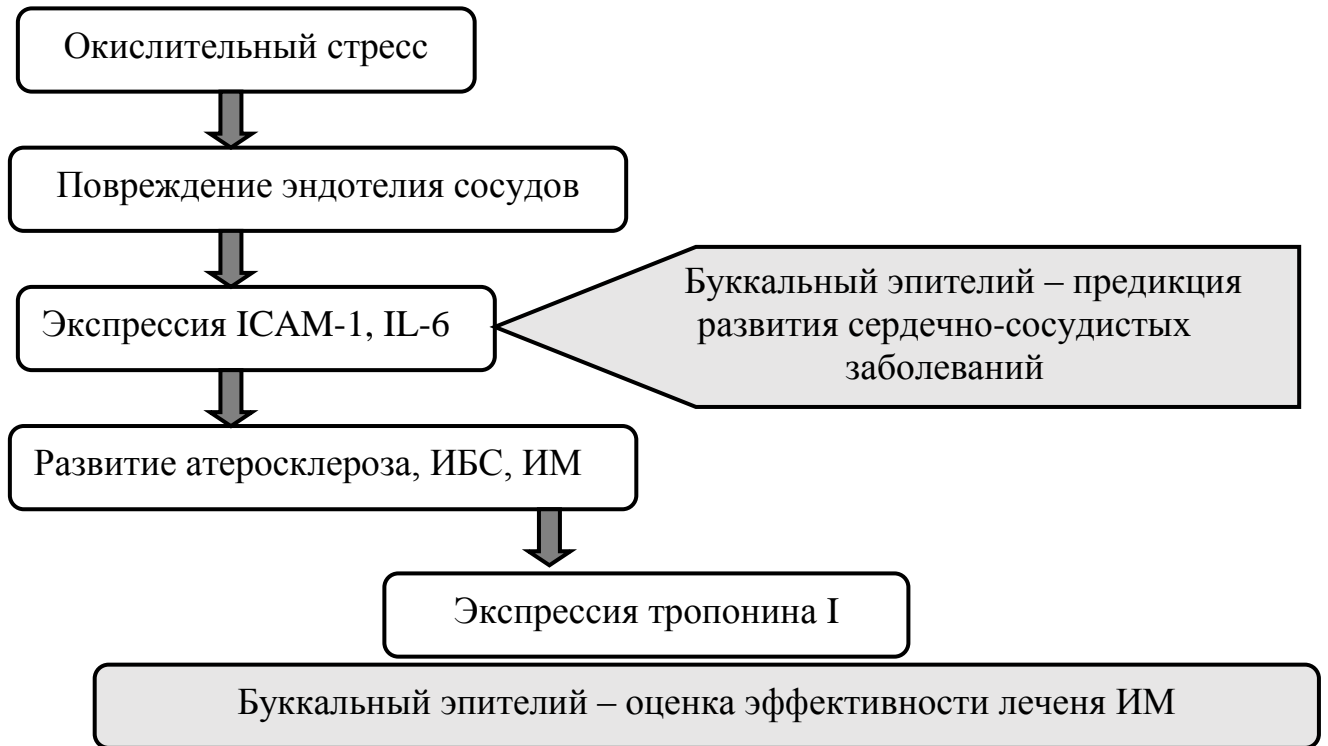 Окислительный стресс
Повреждение эндотелия сосудов
Экспрессия ICAM-1, IL-6
Буккальный эпителий – предикция
развития сердечно-сосудистых
заболеваний
Развитие атеросклероза, ИБС, ИМ
Экспрессия тропонина I
Буккальный эпителий – оценка эффективности леченя ИМ